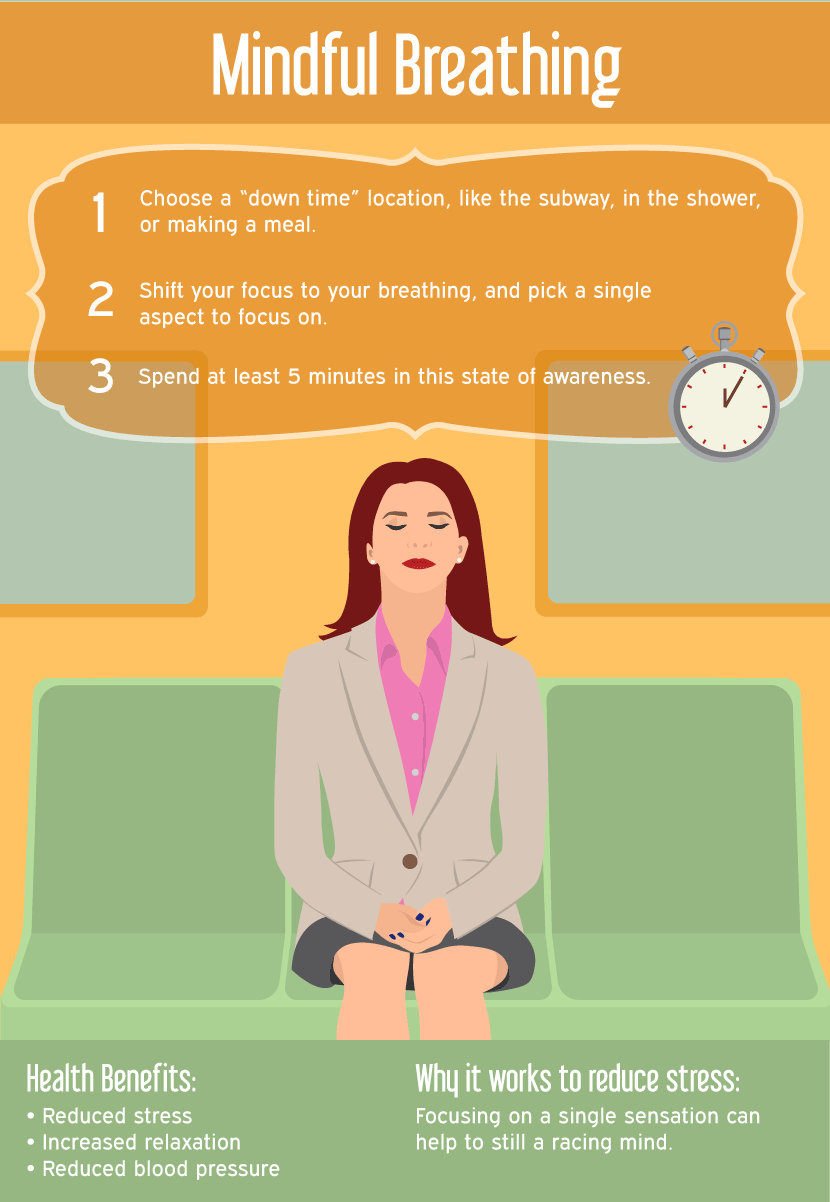 Mindful Breathing
1
Choose a “down time” location, like the subway, in the shower,
or making a meal.
2
Shift your focus to your breathing, and pick a single
aspect to focus on.
3
Spend at least 5 minutes in this state of awareness.
Health Benefits:
• Reduced stress
• Increased relaxation
• Reduced blood pressure
Why it works to reduce stress:
Focusing on a single sensation can
help to still a racing mind.